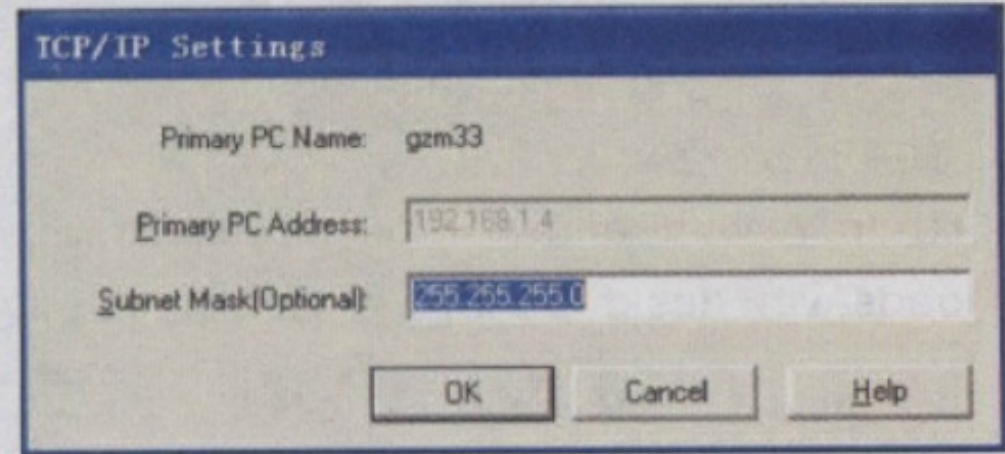 TCP/IP Settings
Primary PC Name: gzm33
Primary PC Address: 192.168.1.4
Subnet Mask(Optional): 255.255.255.0
OK Cancel Help